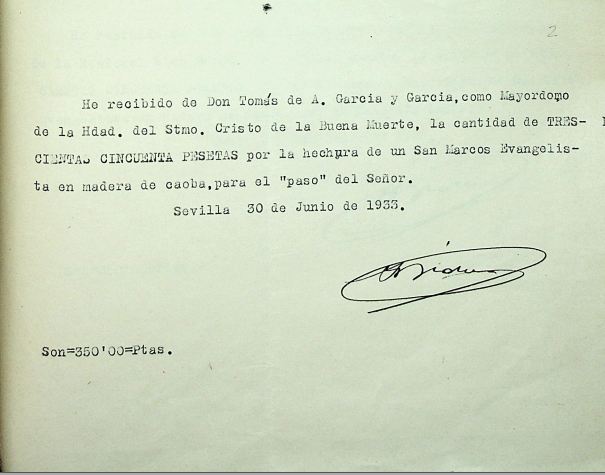 2
He recibido de Don Tomás de A. Garcia y Garcia,como Mayordomo
de la Hdad. del Stmo. Cristo de la Buena Muerte, la cantidad de TRES-
CIENTAS CINCUENTA PESETAS por la hechura de un San Marcos Evangelis-
ta en madera de caoba,para el "paso" del Señor.
Sevilla 30 de Junio de 1933.
Son=350'00=Ptas.